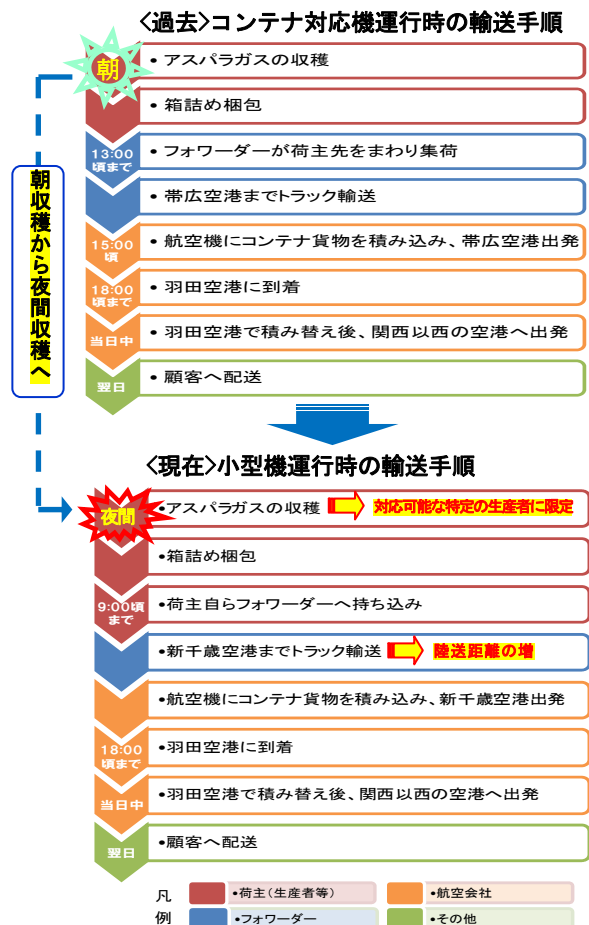 〈過去〉コンテナ対応機運行時の輸送手順
朝
• アスパラガスの収穫
• 箱詰め梱包
13:00
頃まで
• フォワーダーが荷主先をまわり集荷
• 帯広空港までトラック輸送
15:00
頃
• 航空機にコンテナ貨物を積み込み、帯広空港出発
18:00
頃まで
• 羽田空港に到着
当日中
• 羽田空港で積み替え後、関西以西の空港へ出発
翌日
• 顧客へ配送
朝収穫から夜間収穫へ
〈現在〉小型機運行時の輸送手順
夜間
•アスパラガスの収穫
対応可能な特定の生産者に限定
•箱詰め梱包
9:00頃
まで
•荷主自らフォワーダーへ持ち込み
•新千歳空港までトラック輸送
陸送距離の増
•航空機にコンテナ貨物を積み込み、新千歳空港出発
18:00
頃まで
•羽田空港に到着
当日中
•羽田空港で積み替え後、関西以西の空港へ出発
翌日
•顧客へ配送
凡例
•荷主(生産者等)
•航空会社
•フォワーダー
•その他